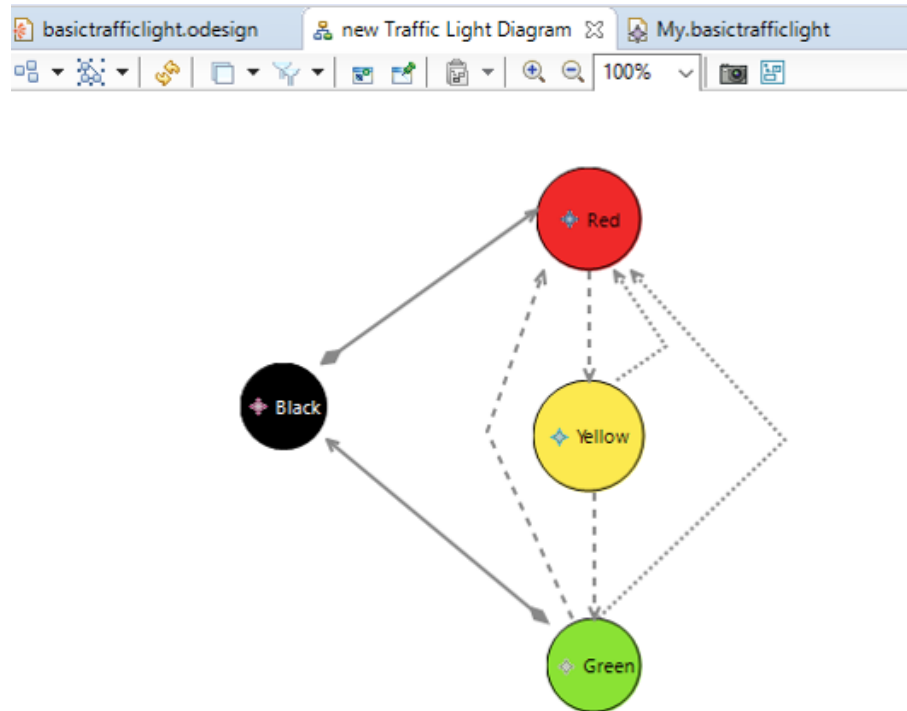 basictrafficlight.odesign
new Traffic Light Diagram
My.basictrafficlight
100%
Red
Black
Yellow
Green